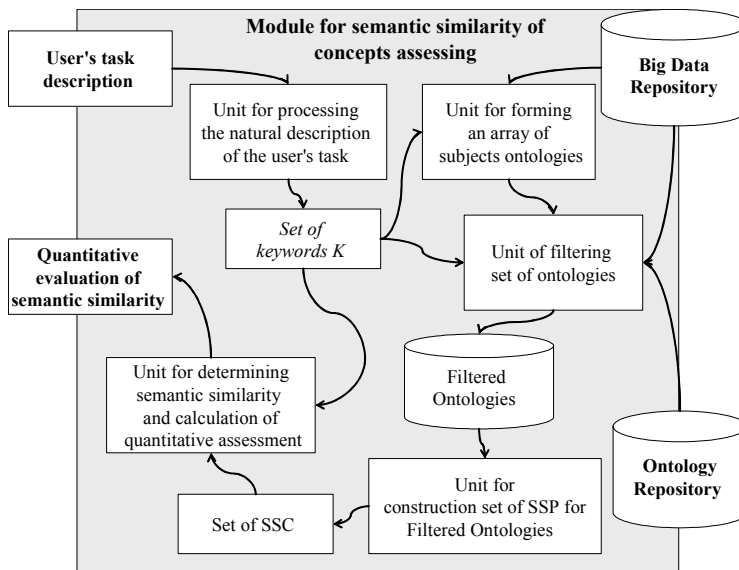 Module for semantic similarity of
concepts assessing
User's task
description
Big Data
Repository
Unit for processing
the natural description
of the user's task
Unit for forming
an array of
subjects ontologies
Set of
keywords K
Unit of filtering
set of ontologies
Quantitative
evaluation of
semantic similarity
Unit for determining
semantic similarity
and calculation of
quantitative assessment
Filtered
Ontologies
Ontology
Repository
Unit for
construction set of SSP for
Filtered Ontologies
Set of SSC